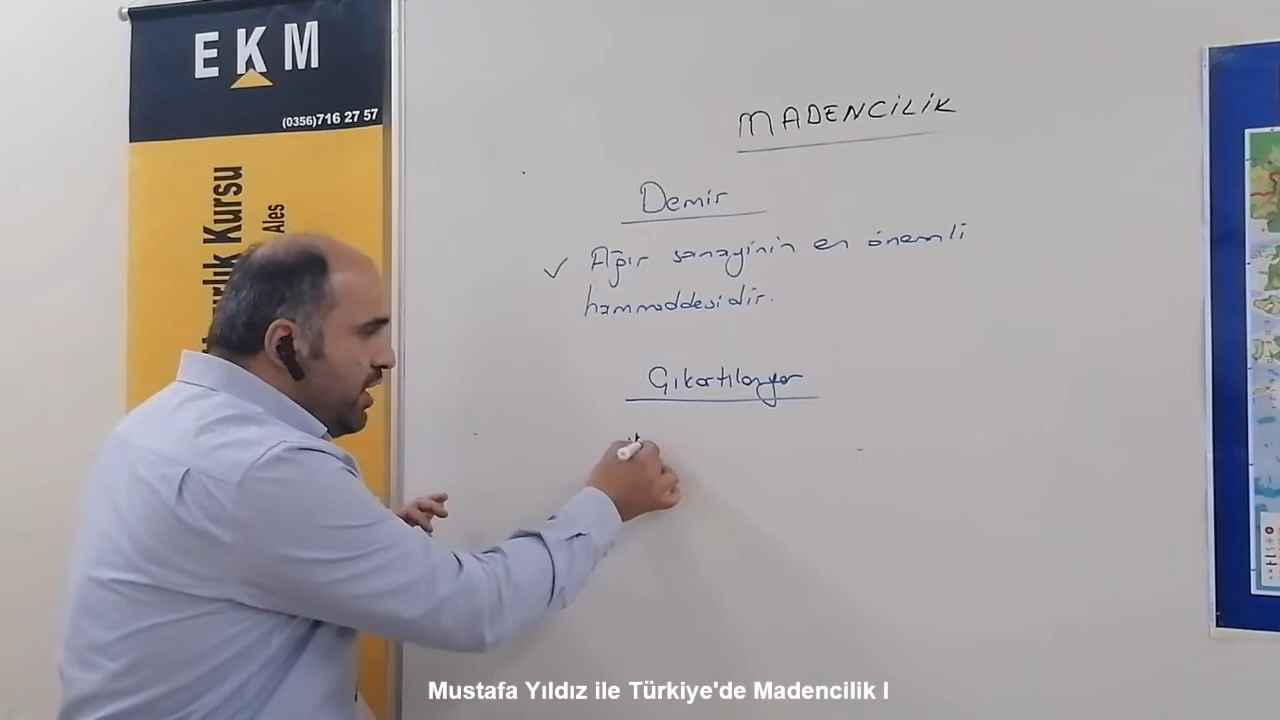 EKM
(0356)716 27 57
Kursu
Ales
MADENCİLİK
Demir
✓ Ağır sanayinin en önemli
hammaddesidir.
Çıkartılıyor
Mustafa Yıldız ile Türkiye'de Madencilik I